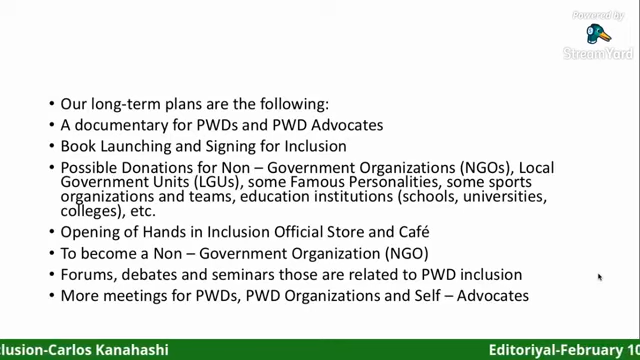 Powered by
StreamYard
• Our long-term plans are the following:
• A documentary for PWDs and PWD Advocates
• Book Launching and Signing for Inclusion
• Possible Donations for Non – Government Organizations (NGOs), Local
Government Units (LGUs), some Famous Personalities, some sports
organizations and teams, education institutions (schools, universities,
colleges), etc.
• Opening of Hands in Inclusion Official Store and Café
• To become a Non – Government Organization (NGO)
• Forums, debates and seminars those are related to PWD inclusion
• More meetings for PWDs, PWD Organizations and Self – Advocates
clusion-Carlos Kanahashi Editoriyal-February 10